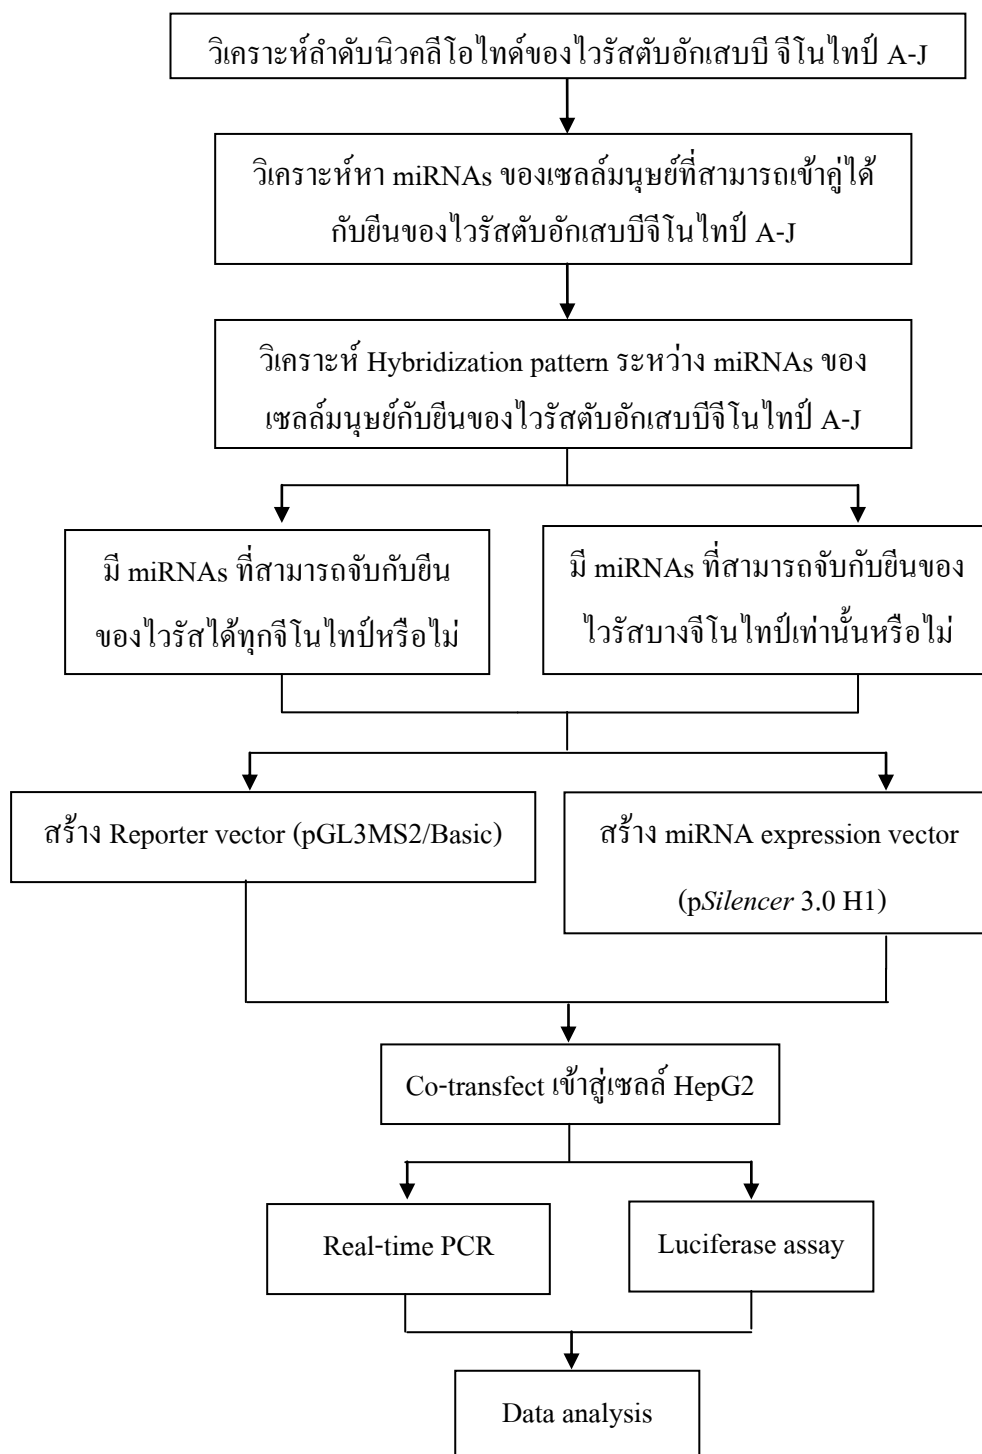 วิเคราะห์ลำดับนิวคลีโอไทด์ของไวรัสตับอักเสบบี จีโนไทป์ A-J
วิเคราะห์หา miRNAs ของเซลล์มนุษย์ที่สามารถเข้าคู่ได้
กับยีนของไวรัสตับอักเสบบีจีโนไทป์ A-J
วิเคราะห์ Hybridization pattern ระหว่าง miRNAs ของ
เซลล์มนุษย์กับยีนของไวรัสตับอักเสบบีจีโนไทป์ A-J
มี miRNAs ที่สามารถจับกับยีน
ของไวรัสได้ทุกจีโนไทป์หรือไม่
มี miRNAs ที่สามารถจับกับยีนของ
ไวรัสบางจีโนไทป์เท่านั้นหรือไม่
สร้าง Reporter vector (pGL3MS2/Basic)
สร้าง miRNA expression vector
(pSilencer 3.0 H1)
Co-transfect เข้าสู่เซลล์ HepG2
Real-time PCR
Luciferase assay
Data analysis